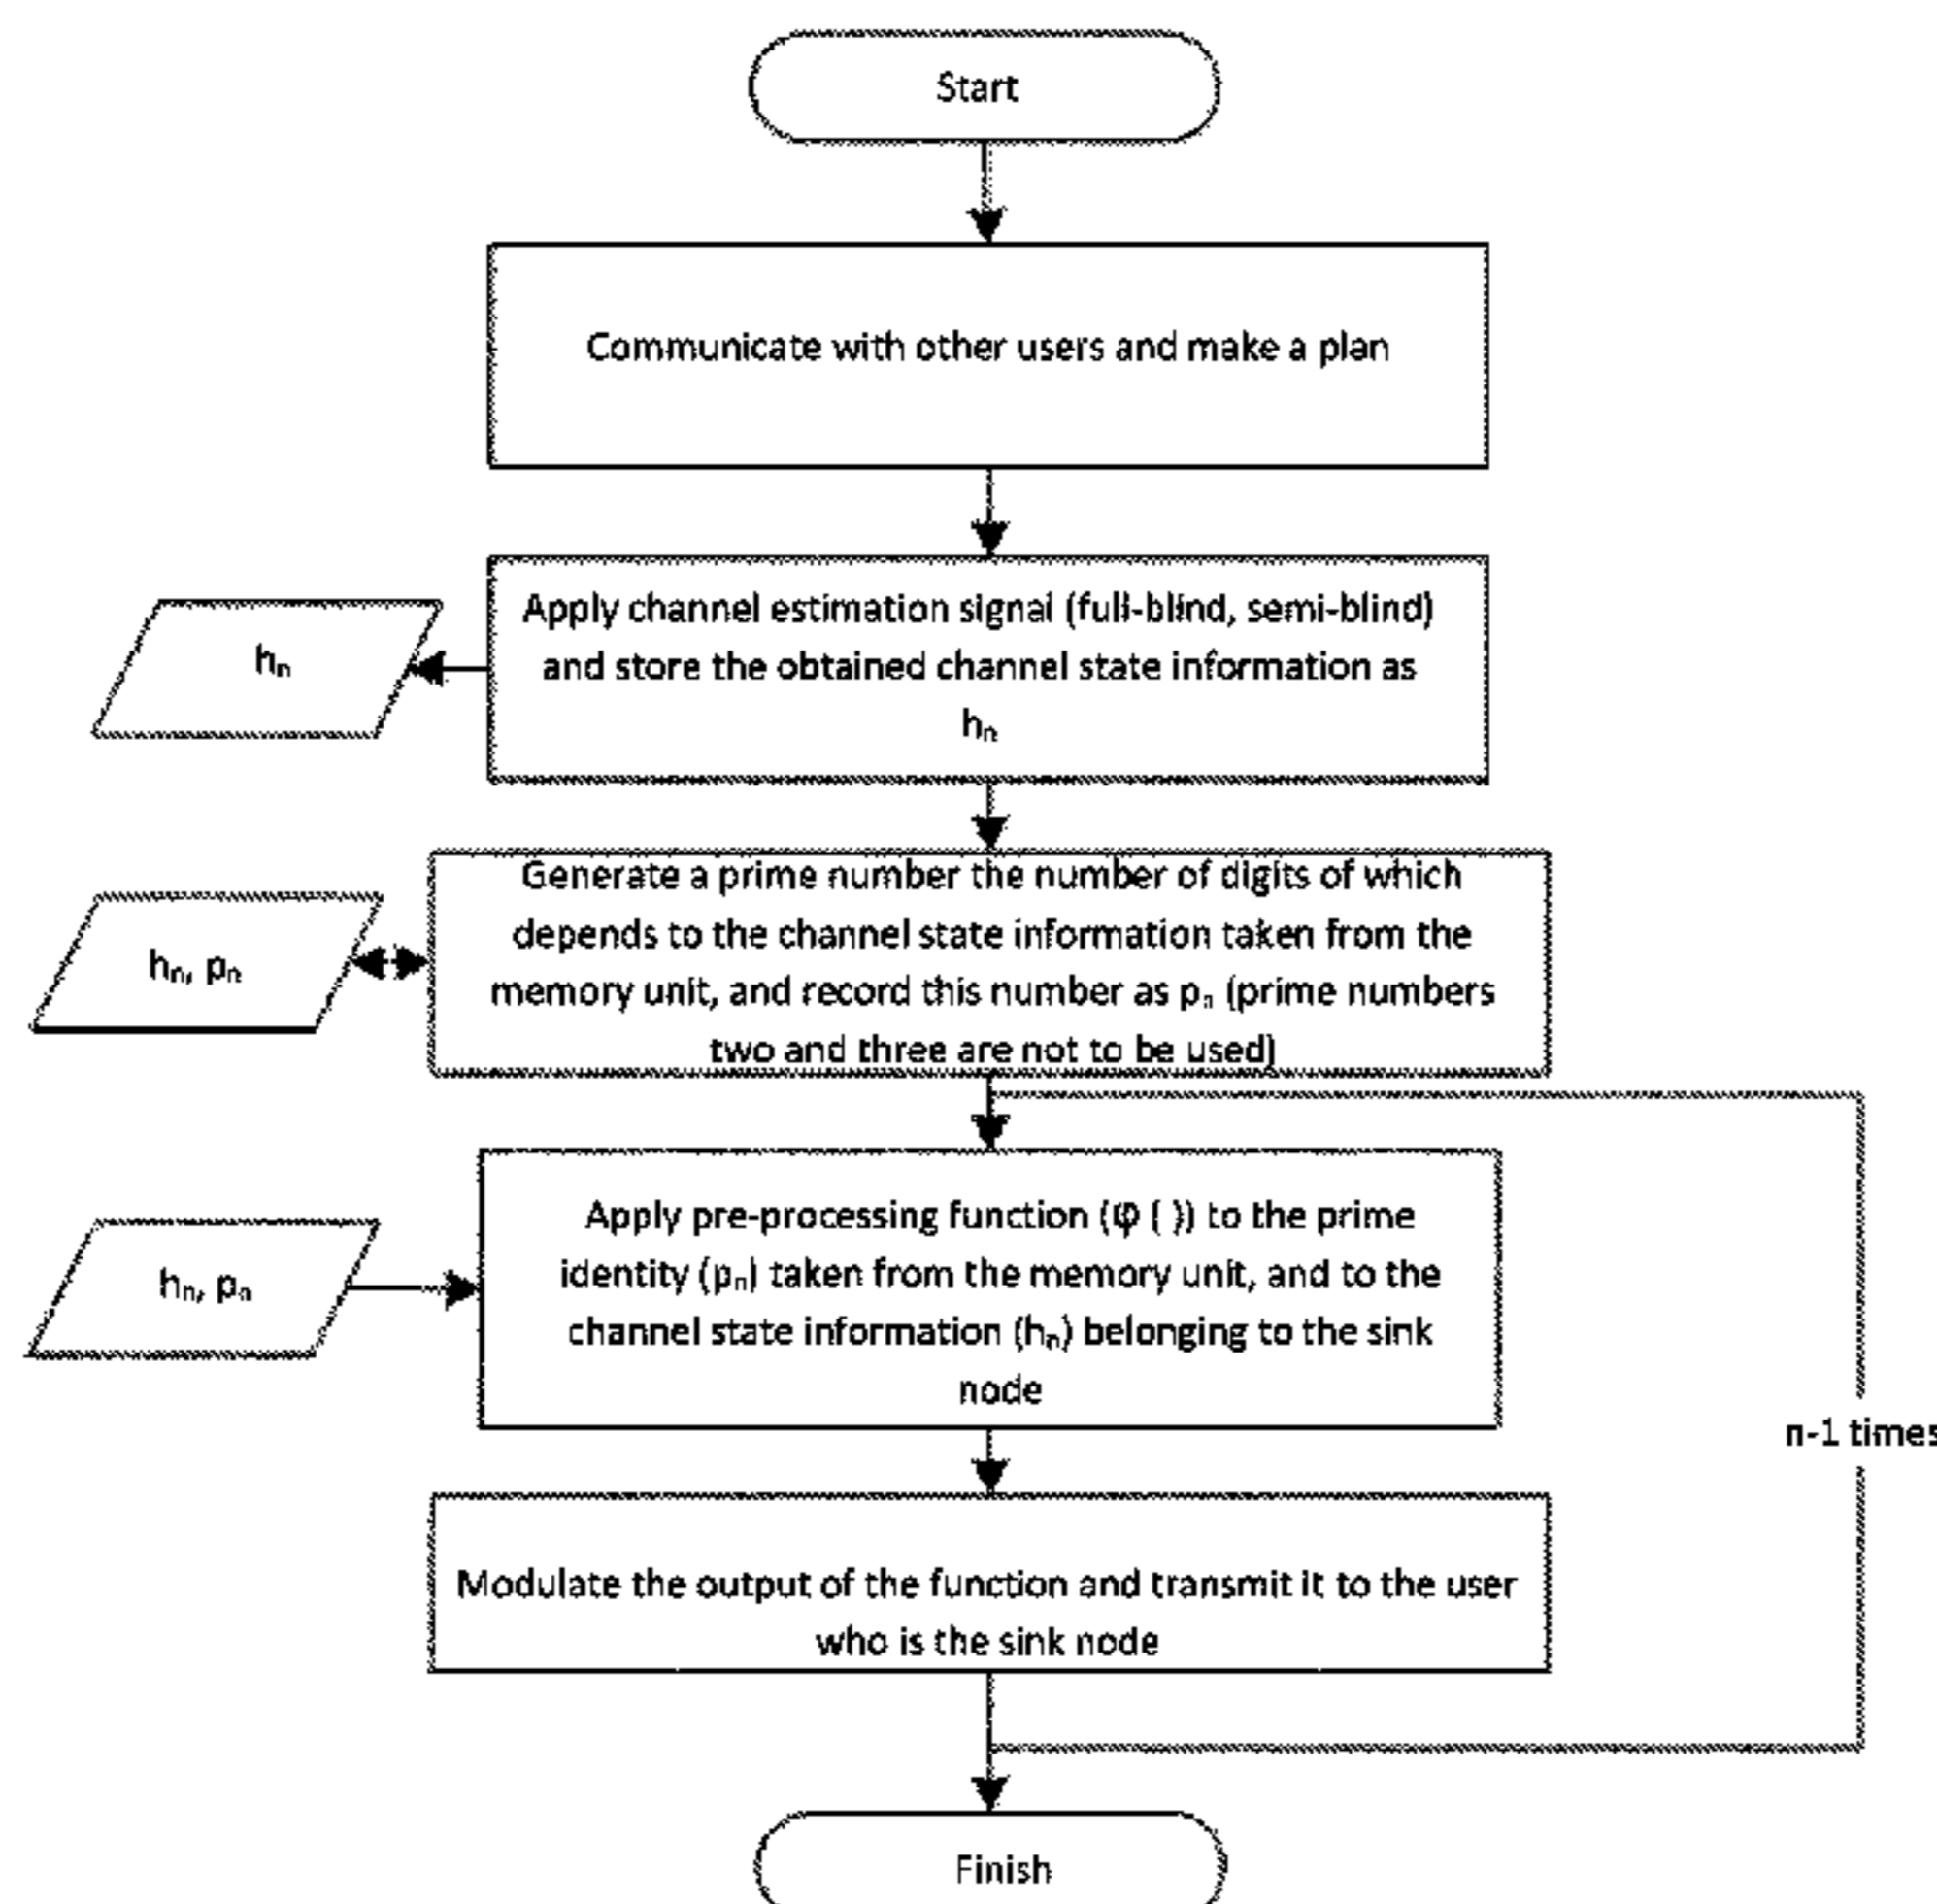 Start
Communicate with other users and make a plan
Apply channel estimation signal (full-blind, semi-blind)
and store the obtained channel state information as
hₙ
hₙ
Generate a prime number the number of digits of which
depends to the channel state information taken from the
memory unit, and record this number as pₙ (prime numbers
two and three are not to be used)
hₙ, pₙ
Apply pre-processing function (φ ( )) to the prime
identity (pₙ) taken from the memory unit, and to the
channel state information (hₙ) belonging to the sink
node
hₙ, pₙ
n-1 times
Modulate the output of the function and transmit it to the user
who is the sink node
Finish